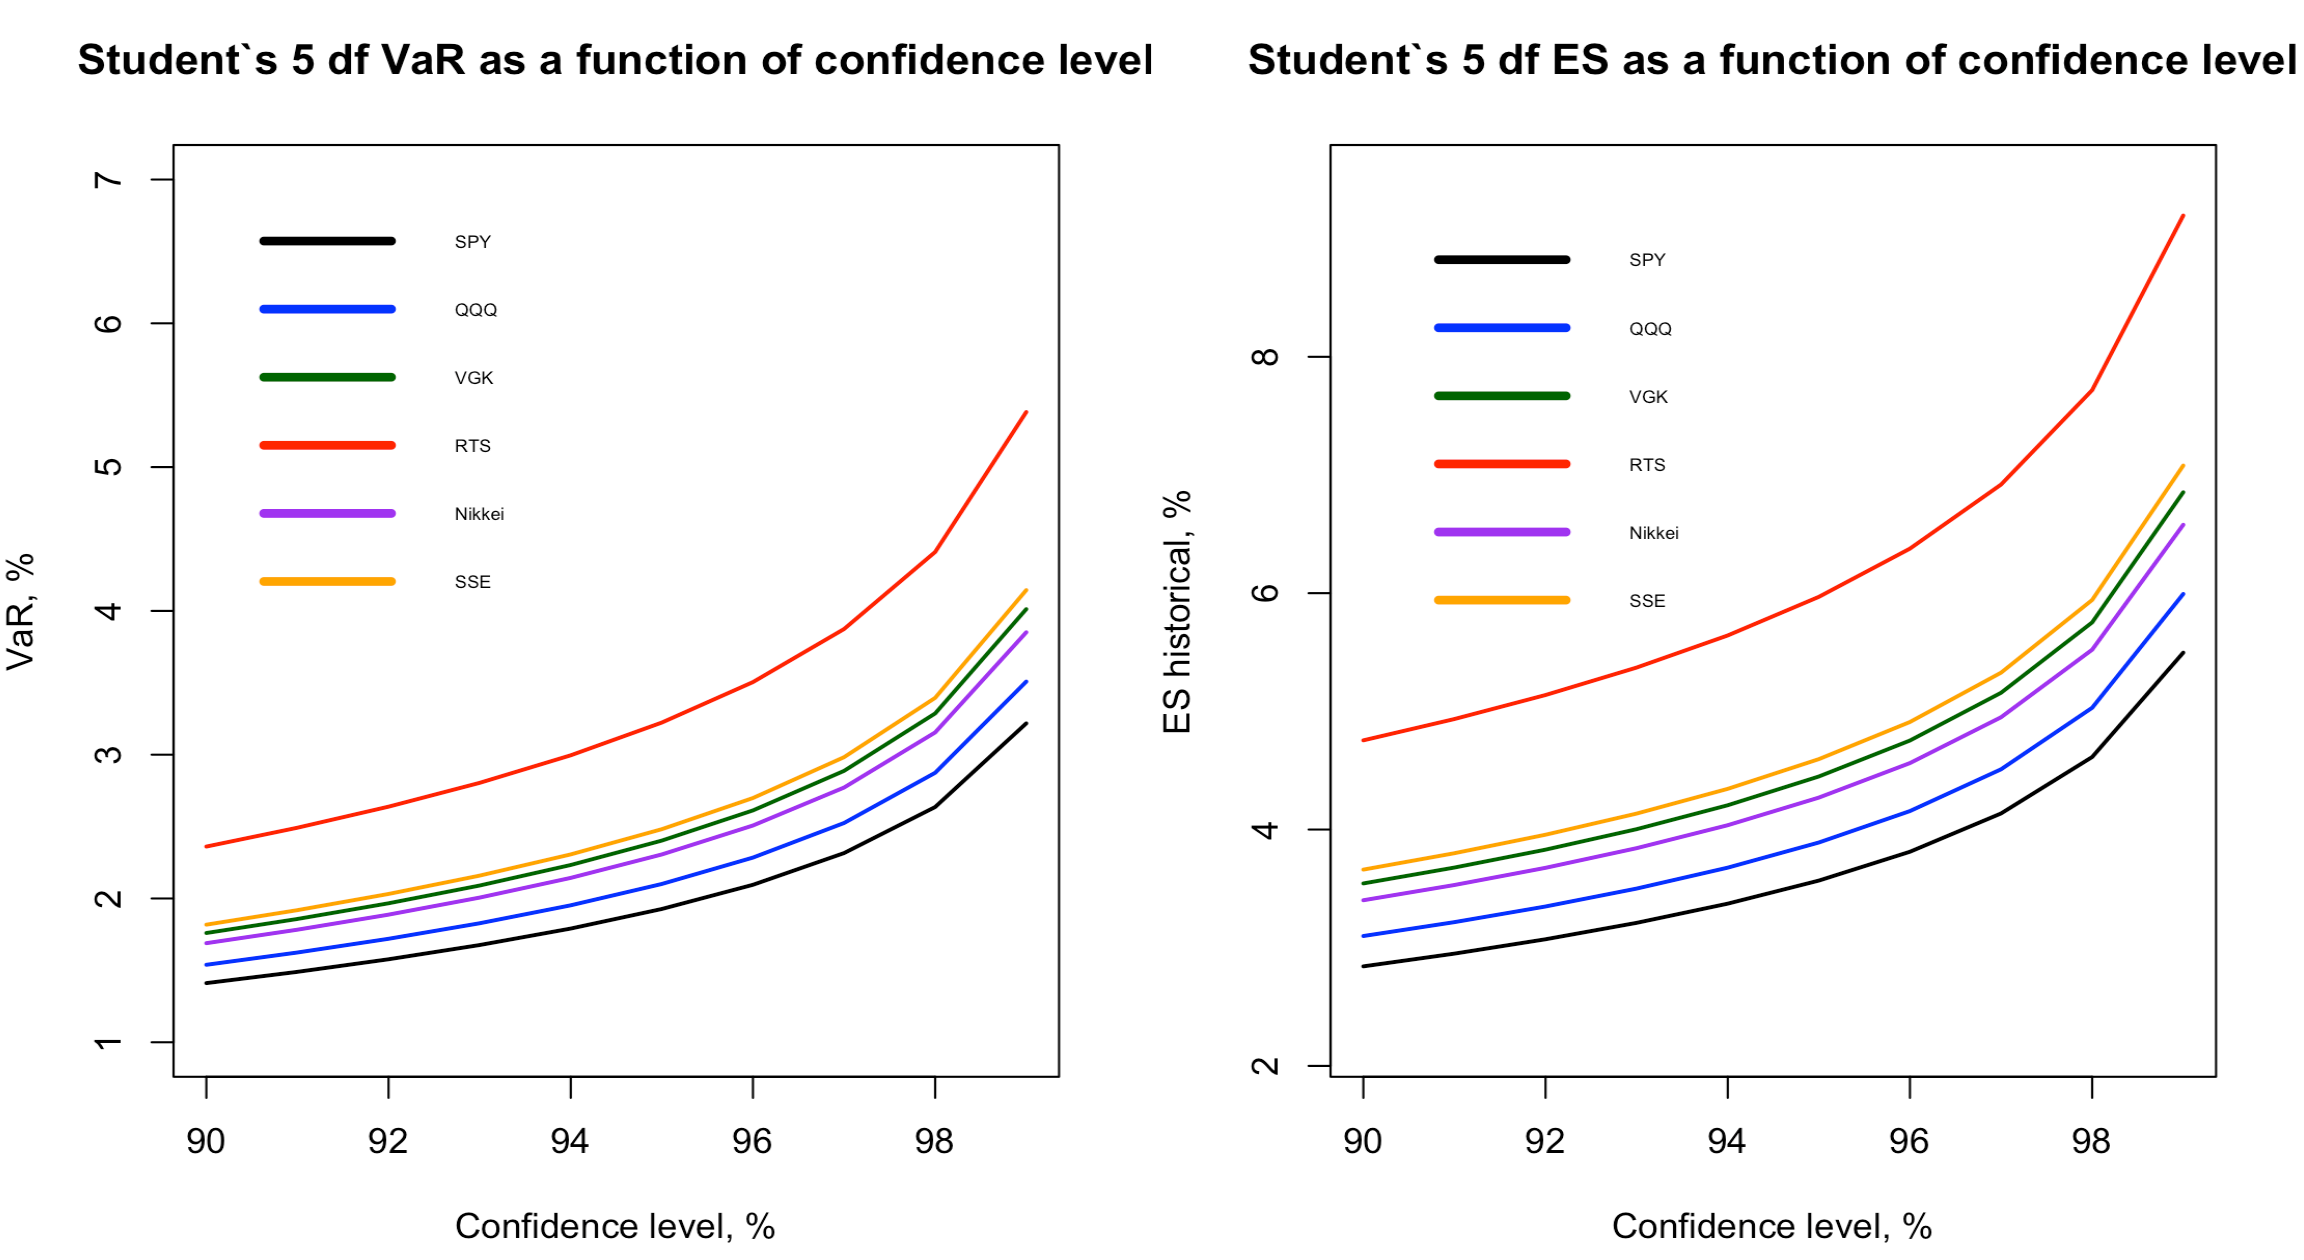 Student`s 5 df VaR as a function of confidence level
VaR, %
7
6
5
4
3
2
1
SPY
QQQ
VGK
RTS
Nikkei
SSE
90 92 94 96 98
Confidence level, %
Student`s 5 df ES as a function of confidence level
ES historical, %
8
6
4
2
SPY
QQQ
VGK
RTS
Nikkei
SSE
90 92 94 96 98
Confidence level, %